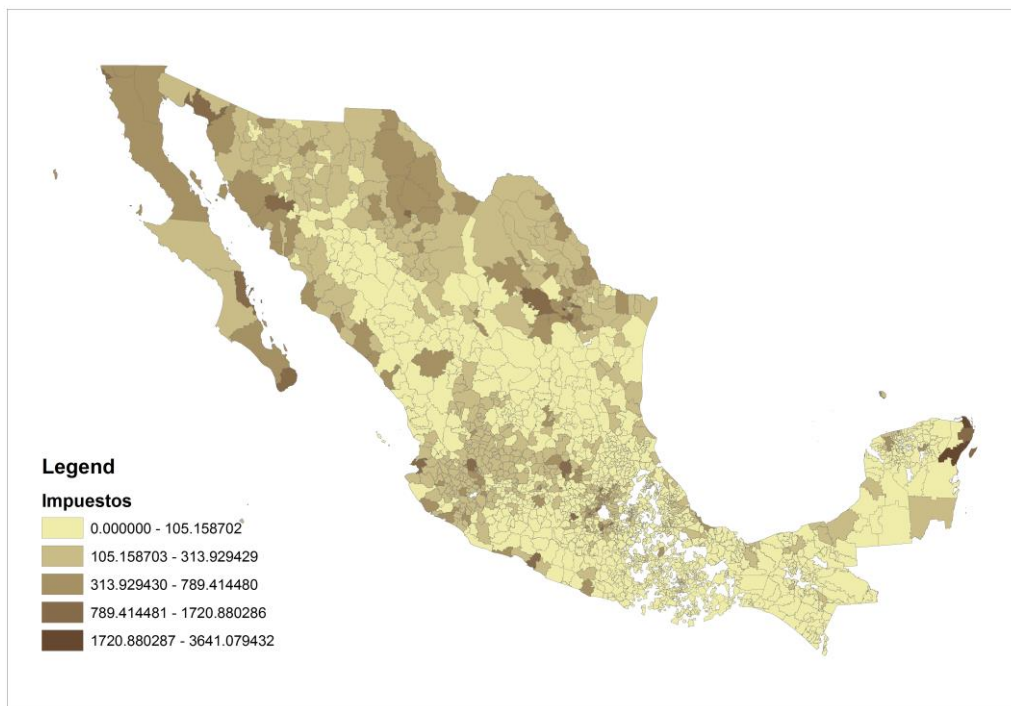 Legend
Impuestos
0.000000 - 105.158702
105.158703 - 313.929429
313.929430 - 789.414480
789.414481 - 1720.880286
1720.880287 - 3641.079432